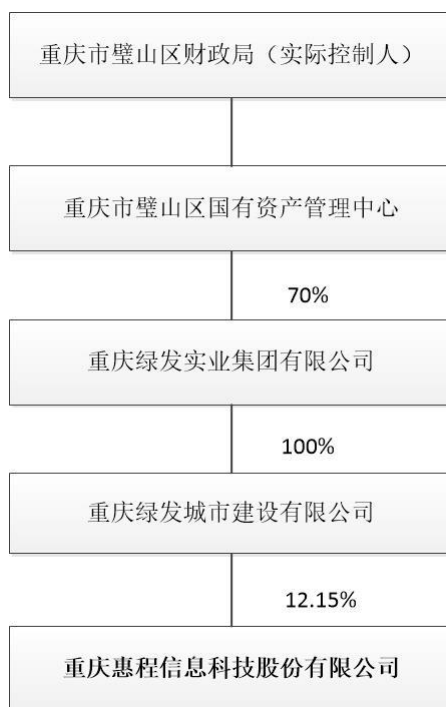 重庆市璧山区财政局（实际控制人）
重庆市璧山区国有资产管理中心
70%
重庆绿发实业集团有限公司
100%
重庆绿发城市建设有限公司
12.15%
重庆惠程信息科技股份有限公司